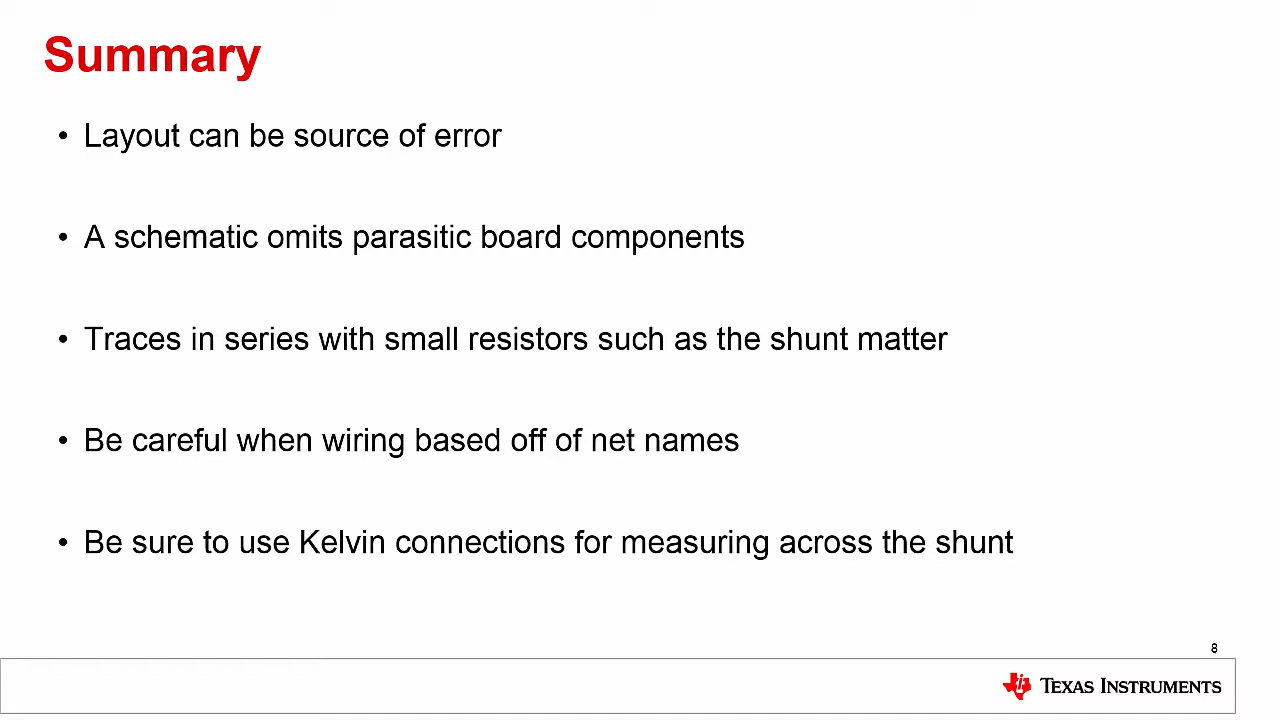 Summary
• Layout can be source of error
• A schematic omits parasitic board components
• Traces in series with small resistors such as the shunt matter
• Be careful when wiring based off of net names
• Be sure to use Kelvin connections for measuring across the shunt
8
TEXAS INSTRUMENTS